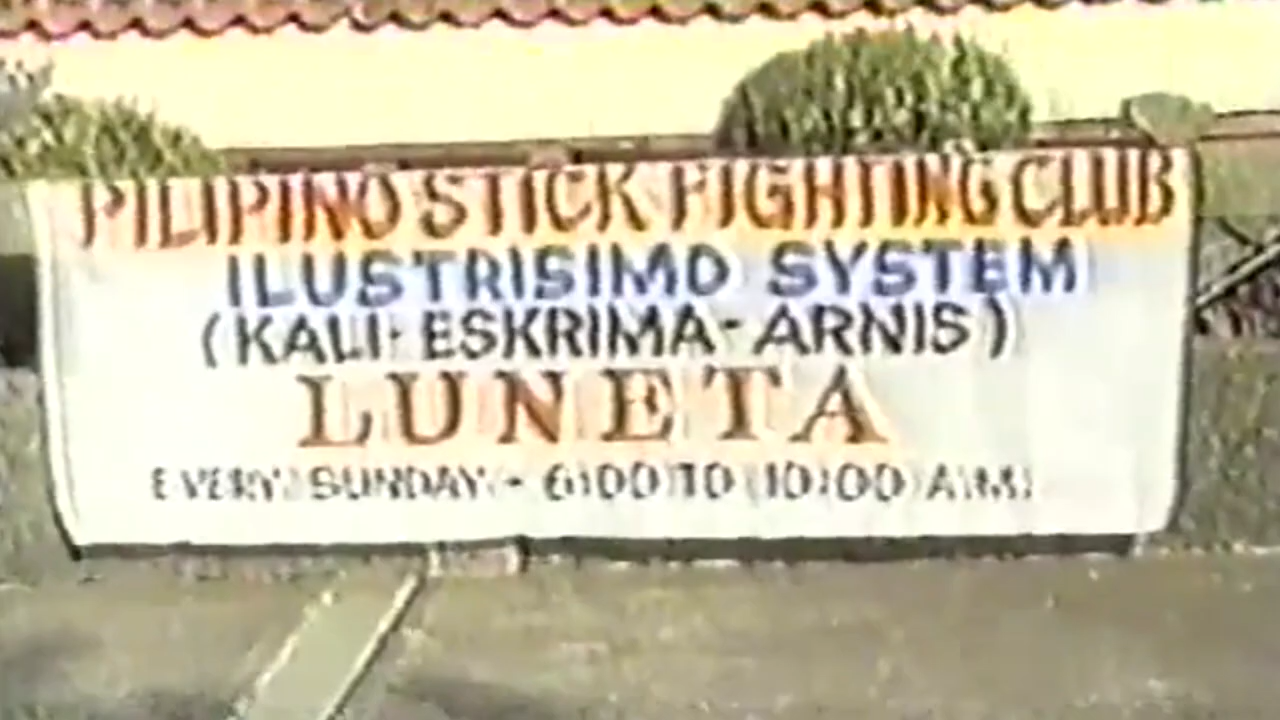 PILIPINO STICK FIGHTING CLUB
ILUSTRISIMO SYSTEM
(KALI-ESKRIMA-ARNIS)
LUNETA
EVERY SUNDAY - 6:00 TO 10:00 A.M.